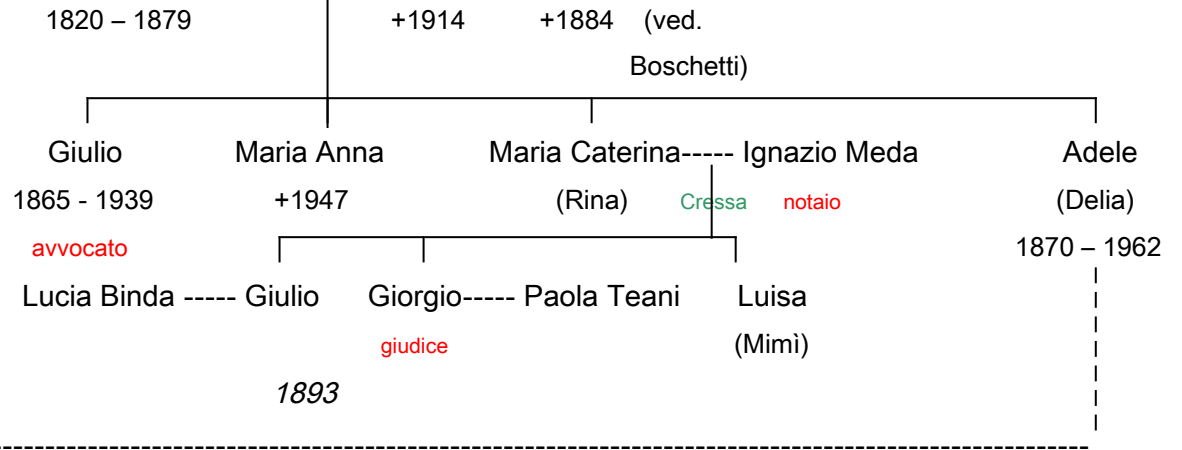 1820 – 1879 +1914 +1884 (ved.
Boschetti)
Giulio Maria Anna Maria Caterina----- Ignazio Meda Adele
1865 - 1939 +1947 (Rina) Cressa notaio (Delia)
avvocato 1870 – 1962
Lucia Binda ----- Giulio Giorgio----- Paola Teani Luisa
giudice (Mimì)
1893